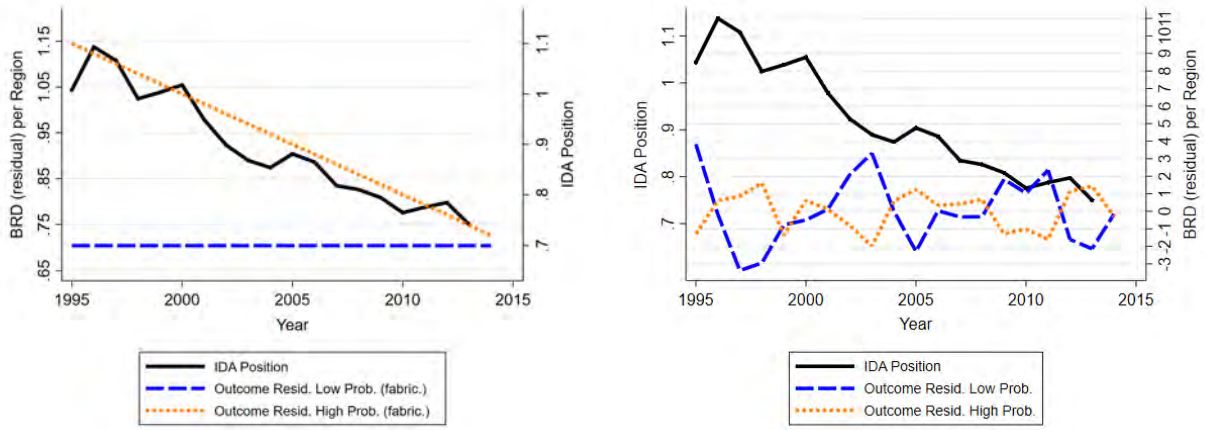 BRD (residual) per Region
1.15
1.05
.95
.85
.75
.65
1.1
1
.9
.8
.7
IDA Position
1995 2000 2005 2010 2015
Year
IDA Position
Outcome Resid. Low Prob. (fabric.)
Outcome Resid. High Prob. (fabric.)
IDA Position
1.1
1
.9
.8
.7
-3 -2 -1 0 1 2 3 4 5 6 7 8 9 1011
BRD (residual) per Region
1995 2000 2005 2010 2015
Year
IDA Position
Outcome Resid. Low Prob.
Outcome Resid. High Prob.